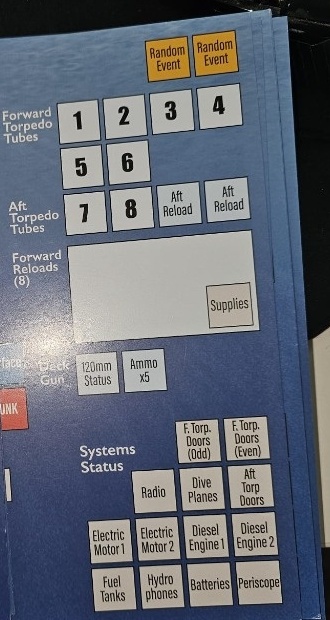 Random Event
Random Event
Forward Torpedo Tubes
1 2 3 4
5 6
Aft Torpedo Tubes
7 8
Aft Reload
Aft Reload
Forward Reloads (8)
Supplies
Deck Gun
120mm Status
Ammo x5
UNK
Systems Status
F. Torp. Doors (Odd)
F. Torp. Doors (Even)
Radio
Dive Planes
Aft Torp Doors
Electric Motor 1
Electric Motor 2
Diesel Engine 1
Diesel Engine 2
Fuel Tanks
Hydro phones
Batteries
Periscope